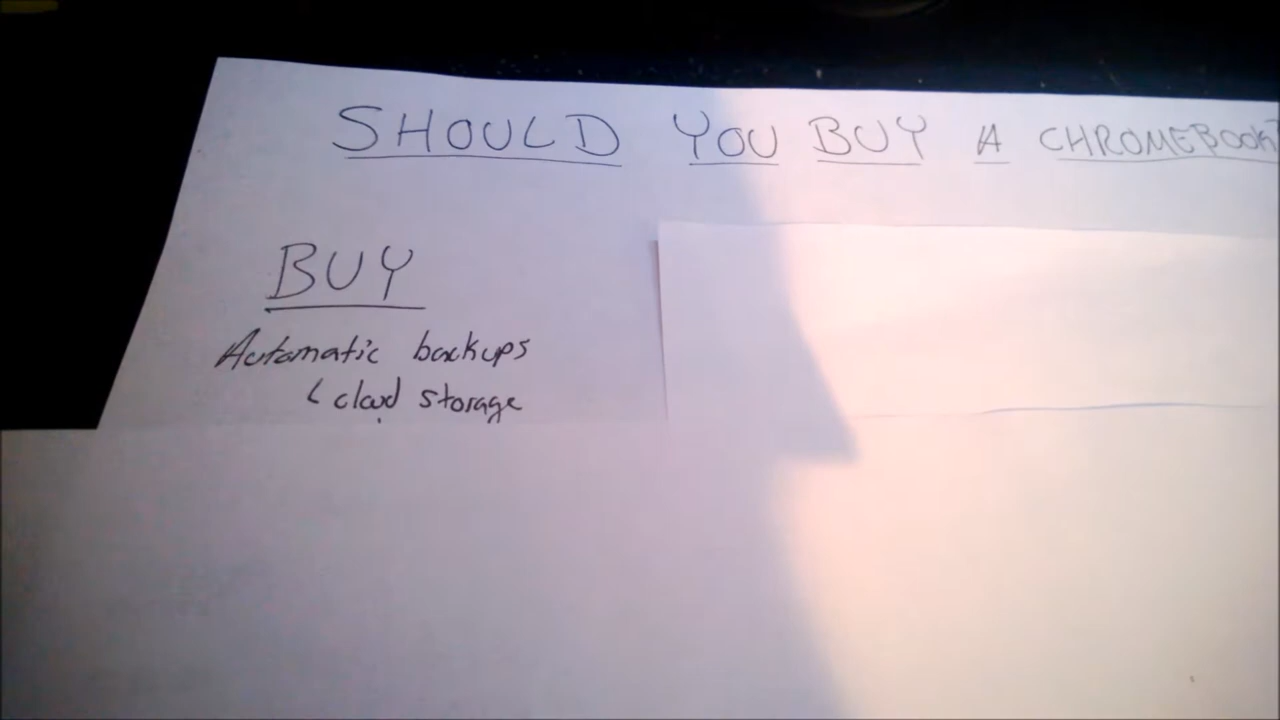 SHOULD YOU BUY A CHROMEBOOK?
BUY
Automatic backups
< cloud storage